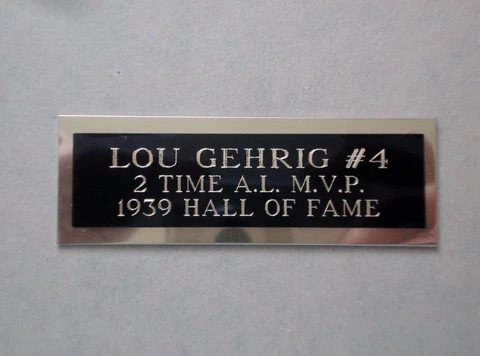 LOU GEHRIG #4
2 TIME A.L. M.V.P.
1939 HALL OF FAME